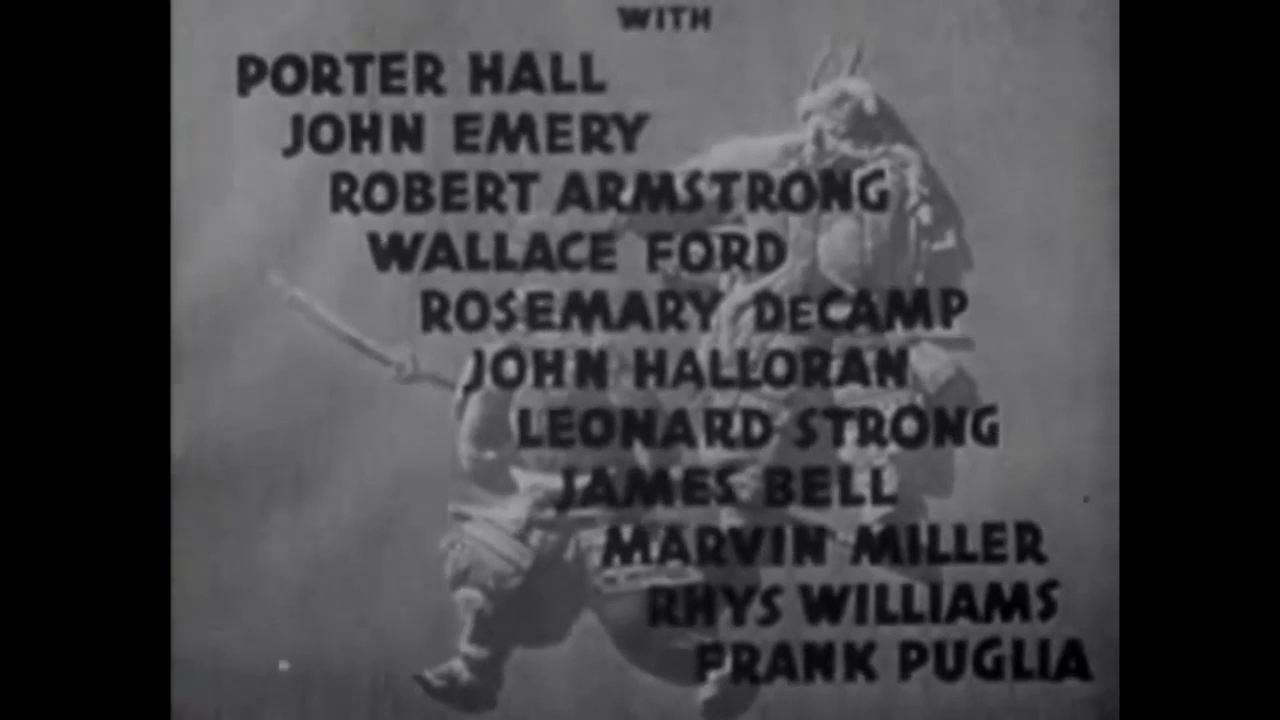 WITH
PORTER HALL
JOHN EMERY
ROBERT ARMSTRONG
WALLACE FORD
ROSEMARY DECAMP
JOHN HALLORAN
LEONARD STRONG
JAMES BELL
MARVIN MILLER
RHYS WILLIAMS
FRANK PUGLIA